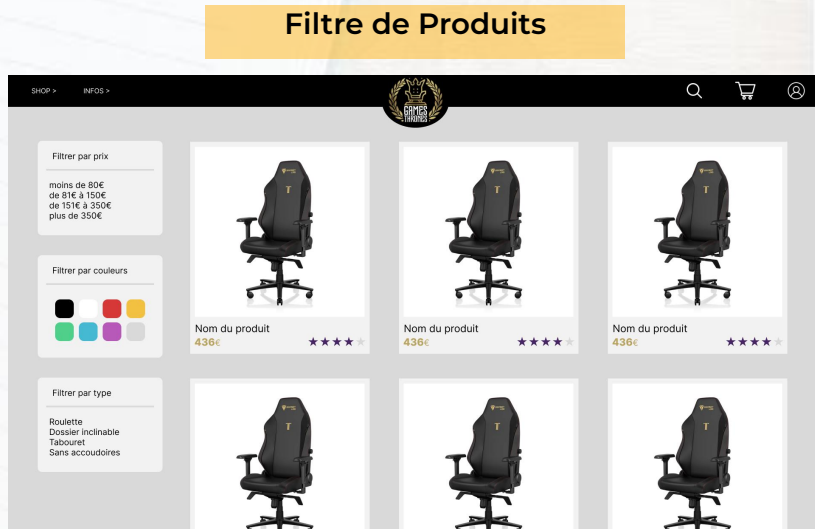 Filtre de Produits
SHOP >
INFOS >
GAMES
THRONES
Filtrer par prix
moins de 80€
de 81€ à 150€
de 151€ à 350€
plus de 350€
Filtrer par couleurs
Filtrer par type
Roulette
Dossier inclinable
Tabouret
Sans accoudoires
Nom du produit
436€
Nom du produit
436€
Nom du produit
436€